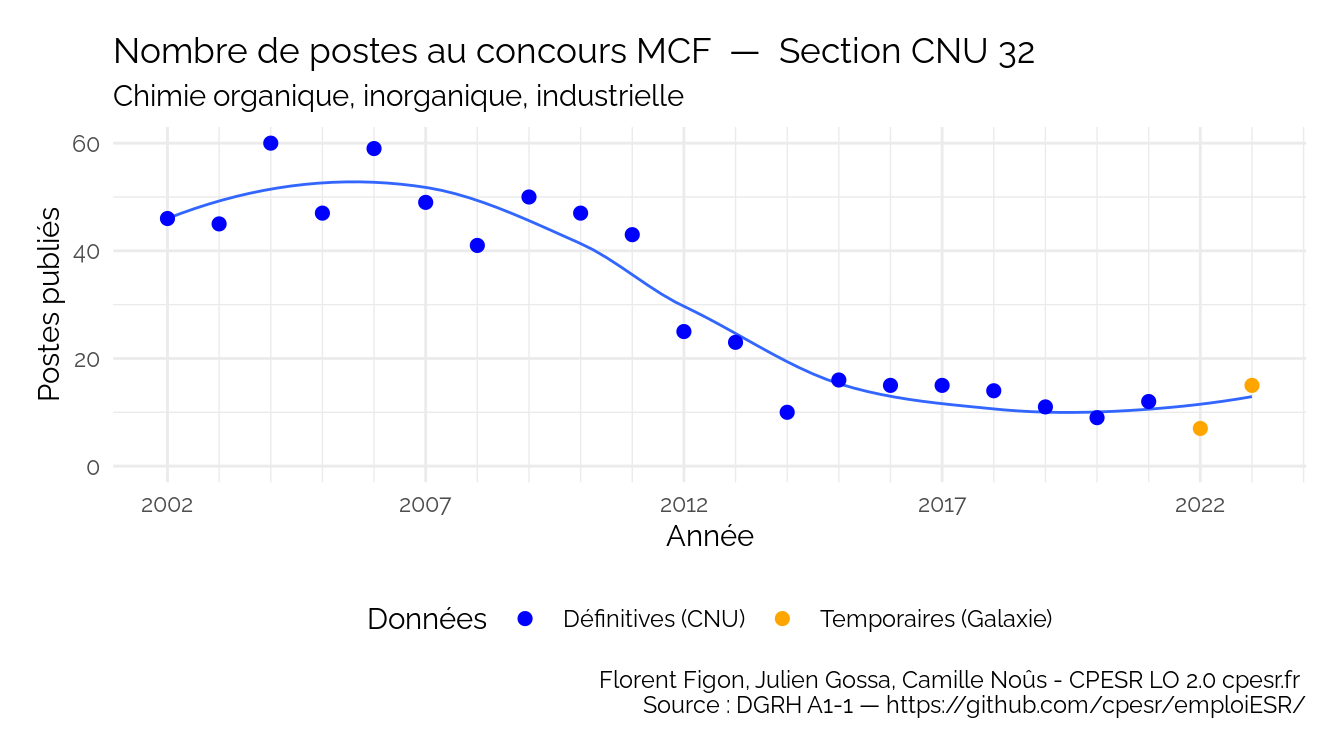 Nombre de postes au concours MCF — Section CNU 32
Chimie organique, inorganique, industrielle
Postes publiés
60
40
20
0
2002 2007 2012 2017 2022
Année
Données Définitives (CNU) Temporaires (Galaxie)
Florent Figon, Julien Gossa, Camille Noûs - CPESR LO 2.0 cpesr.fr
Source : DGRH A1-1 — https://github.com/cpesr/emploiESR/